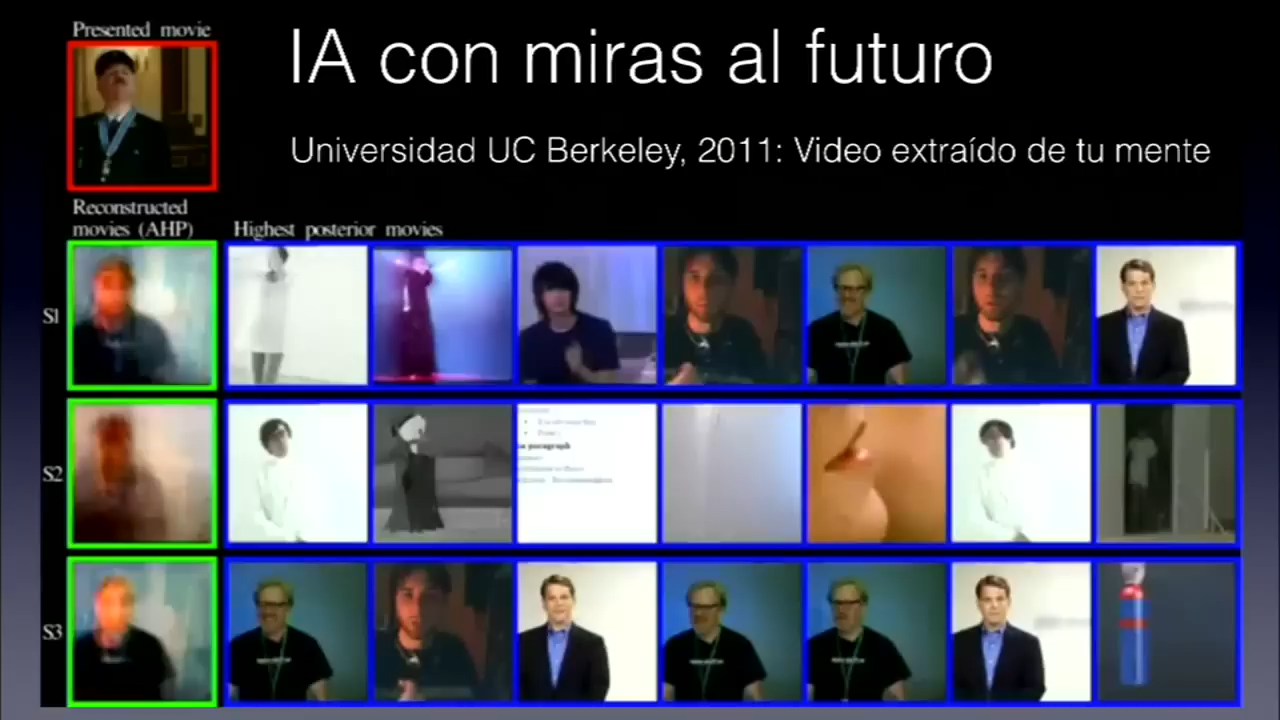 Presented movie
IA con miras al futuro
Universidad UC Berkeley, 2011: Video extraído de tu mente
Reconstructed
movies (AHP)
Highest posterior movies
S1
S2
paragraph
S3